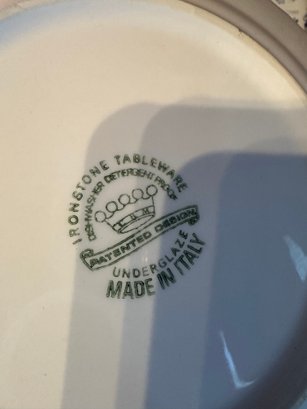 IRONSTONE TABLEWARE
DISHWASHER DETERGENT PROOF
PATENTED DESIGN
UNDERGLAZE
MADE IN ITALY